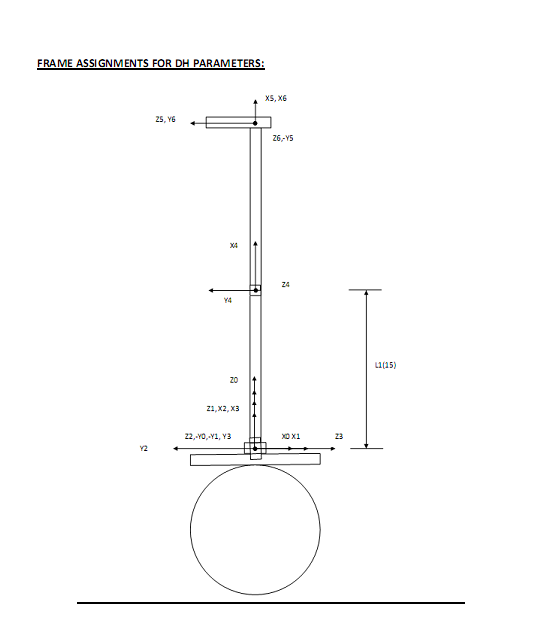 FRAME ASSIGNMENTS FOR DH PARAMETERS:
X5, X6
Z5, Y6
Z6,-Y5
X4
Z4
Y4
L1(15)
Z0
Z1, X2, X3
Z2,-Y0,-Y1, Y3 X0 X1 Z3
Y2